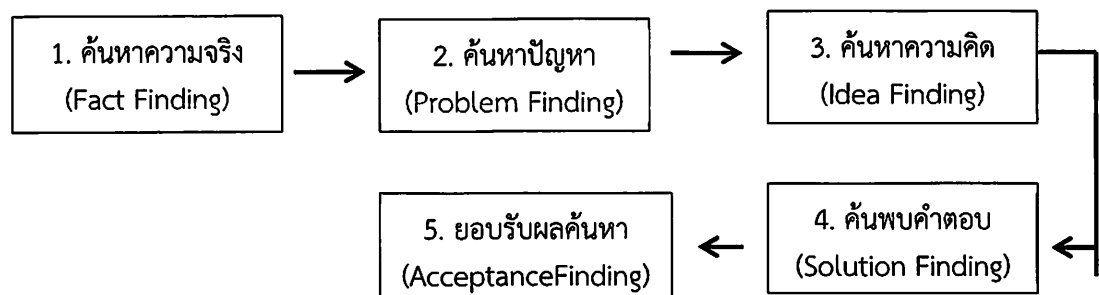 1. ค้นหาความจริง
(Fact Finding)
2. ค้นหาปัญหา
(Problem Finding)
3. ค้นหาความคิด
(Idea Finding)
4. ค้นพบคำตอบ
(Solution Finding)
5. ยอบรับผลค้นหา
(AcceptanceFinding)